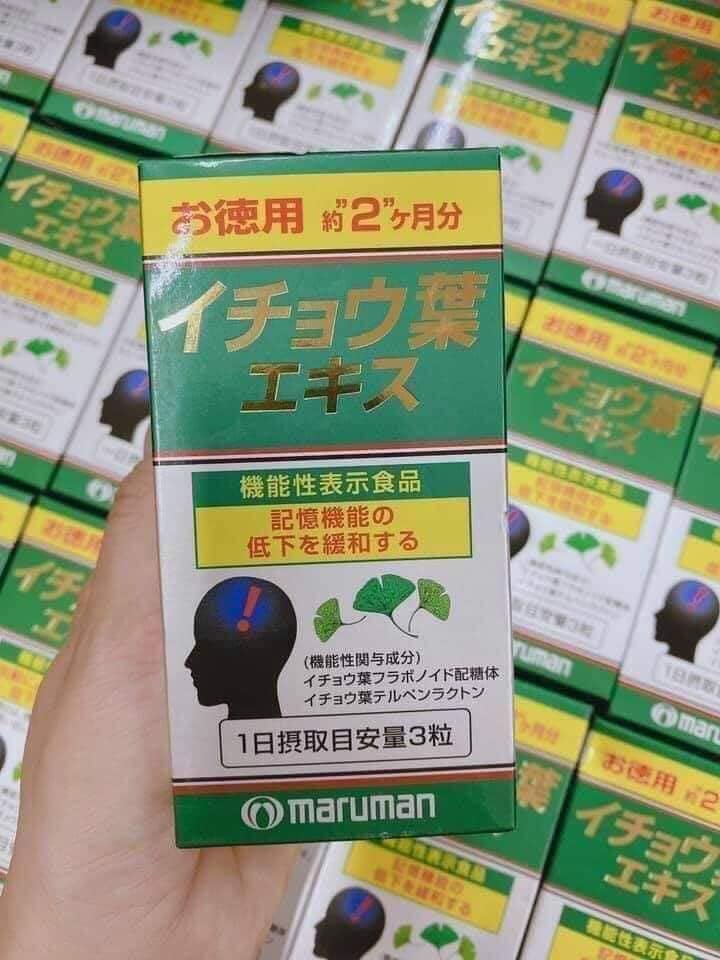 お徳用 約"2"ヶ月分
イチョウ葉
エキス
機能性表示食品
記憶機能の
低下を緩和する
(機能性関与成分)
イチョウ葉フラボノイド配糖体
イチョウ葉テルペンラクトン
1日摂取目安量3粒
maruman